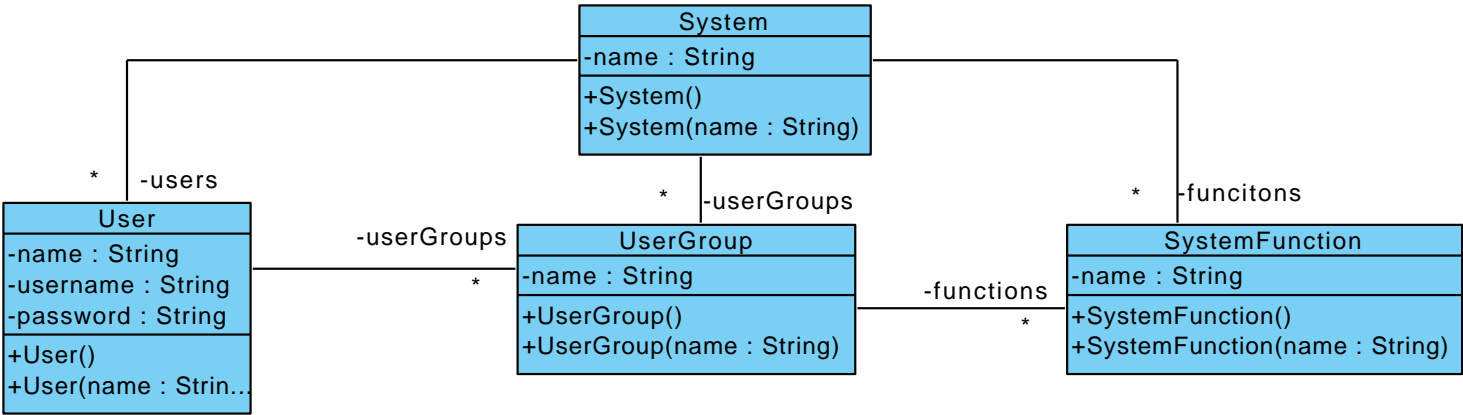 System
-name : String
+System()
+System(name : String)
*
-users
*
-userGroups
*
-funcitons
User
-name : String
-username : String
-password : String
+User()
+User(name : Strin...
-userGroups
*
UserGroup
-name : String
+UserGroup()
+UserGroup(name : String)
-functions
*
SystemFunction
-name : String
+SystemFunction()
+SystemFunction(name : String)